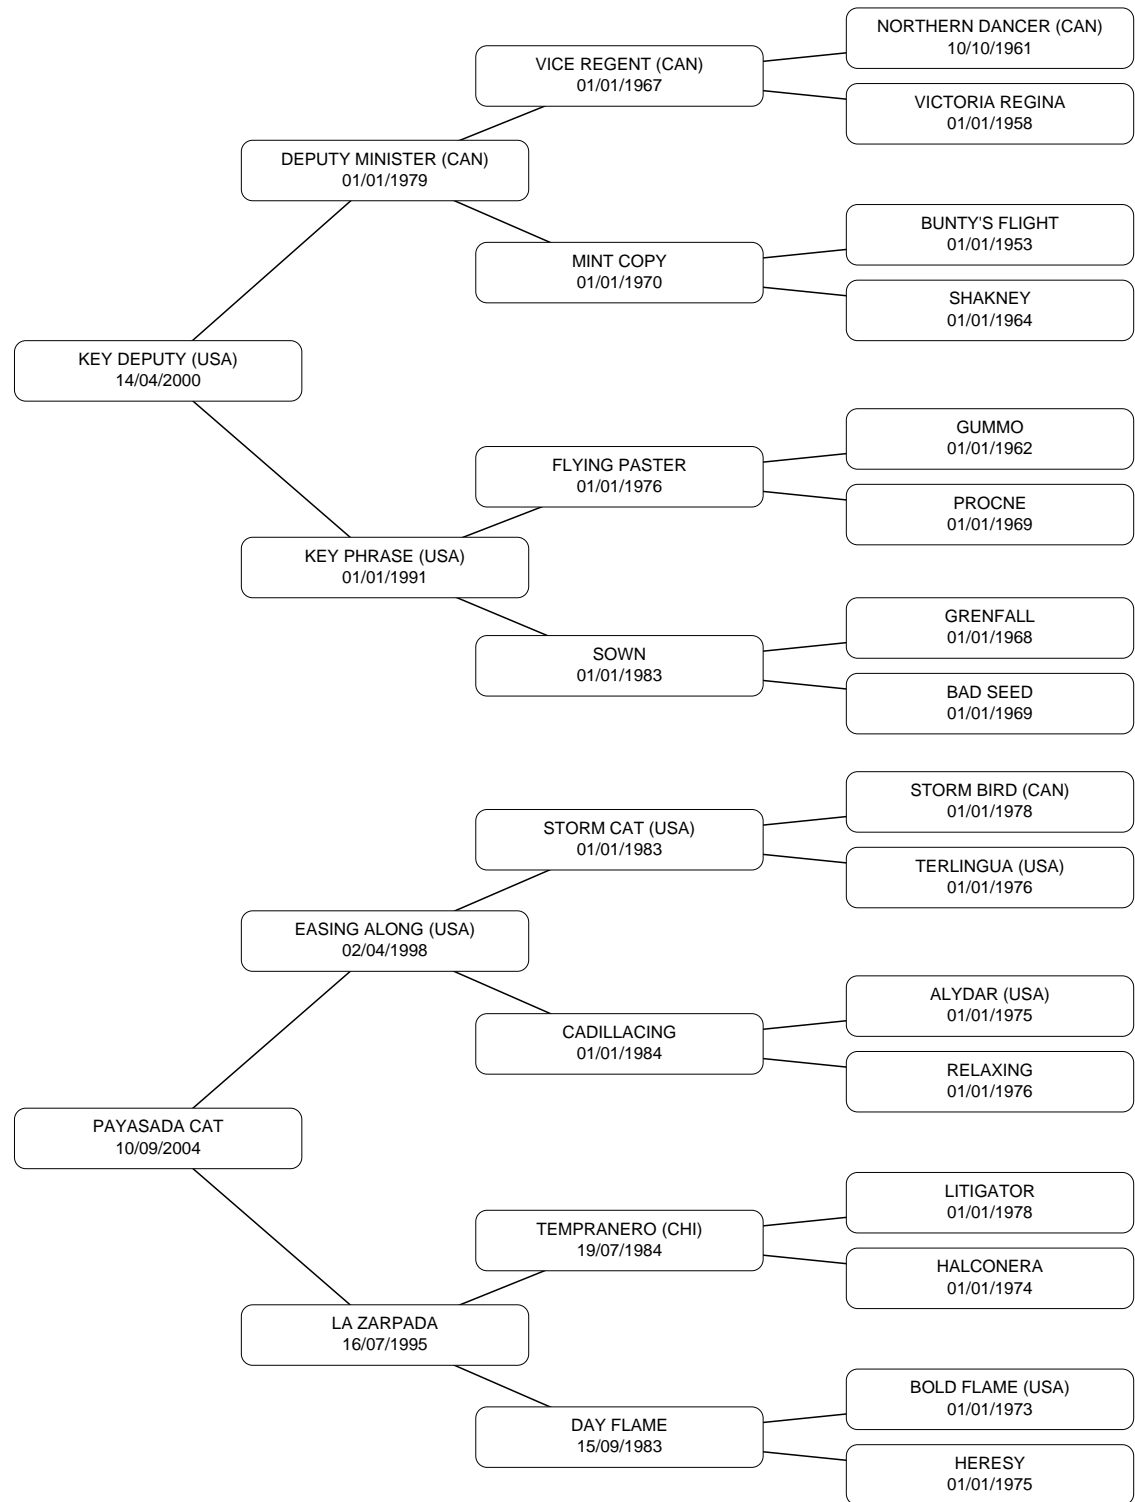 NORTHERN DANCER (CAN)
10/10/1961
VICE REGENT (CAN)
01/01/1967
VICTORIA REGINA
01/01/1958
DEPUTY MINISTER (CAN)
01/01/1979
BUNTY'S FLIGHT
01/01/1953
MINT COPY
01/01/1970
SHAKNEY
01/01/1964
KEY DEPUTY (USA)
14/04/2000
GUMMO
01/01/1962
FLYING PASTER
01/01/1976
PROCNE
01/01/1969
KEY PHRASE (USA)
01/01/1991
GRENFALL
01/01/1968
SOWN
01/01/1983
BAD SEED
01/01/1969
STORM BIRD (CAN)
01/01/1978
STORM CAT (USA)
01/01/1983
TERLINGUA (USA)
01/01/1976
EASING ALONG (USA)
02/04/1998
ALYDAR (USA)
01/01/1975
CADILLACING
01/01/1984
RELAXING
01/01/1976
PAYASADA CAT
10/09/2004
LITIGATOR
01/01/1978
TEMPRANERO (CHI)
19/07/1984
HALCONERA
01/01/1974
LA ZARPADA
16/07/1995
BOLD FLAME (USA)
01/01/1973
DAY FLAME
15/09/1983
HERESY
01/01/1975